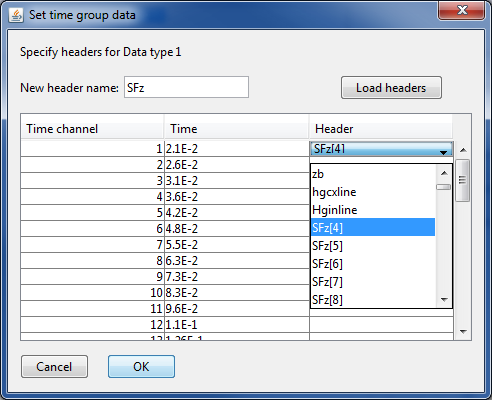 Set time group data
Specify headers for Data type 1
New header name: SFz Load headers
Time channel Time Header
1 2.1E-2 SFz[4]
2 2.6E-2
3 3.1E-2 zb
4 3.6E-2 hgcxline
5 4.2E-2 Hginline
6 4.8E-2 SFz[4]
7 5.5E-2 SFz[5]
8 6.3E-2 SFz[6]
9 7.3E-2 SFz[7]
10 8.3E-2 SFz[8]
11 9.6E-2
12 1.1E-1
13 1.26E-1
Cancel OK